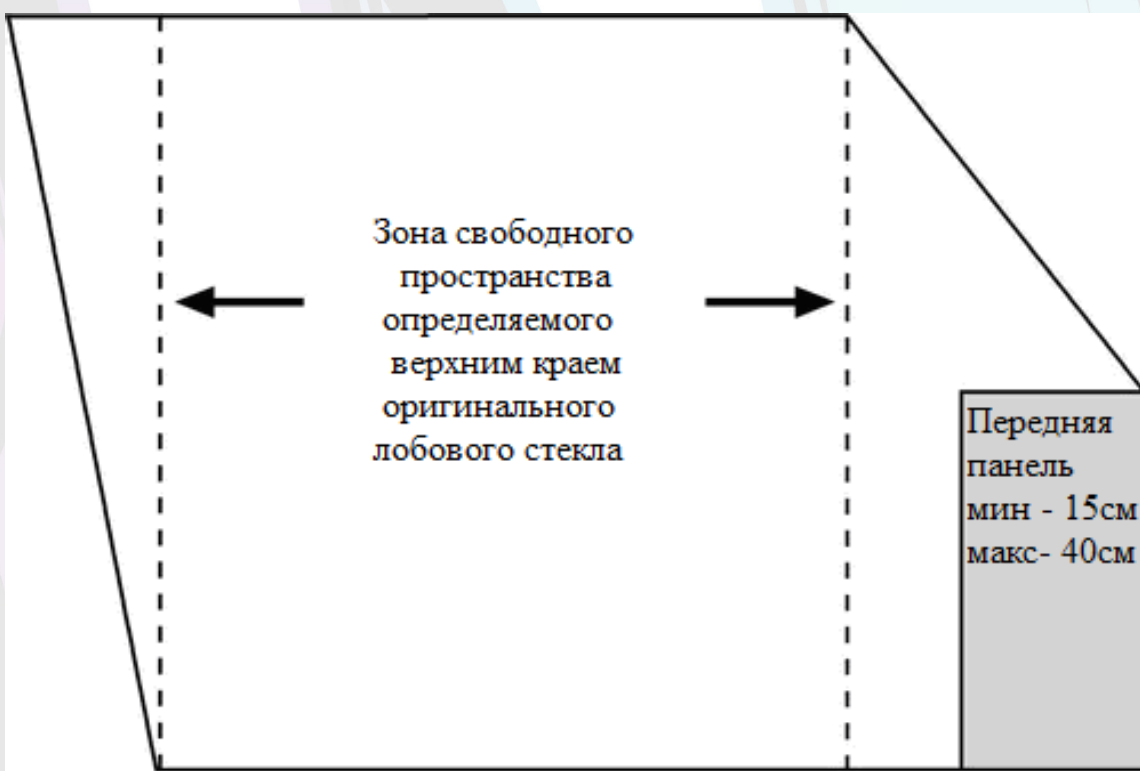 Зона свободного
пространства
определяемого
верхним краем
оригинального
лобового стекла
Передняя
панель
мин - 15см
макс- 40см